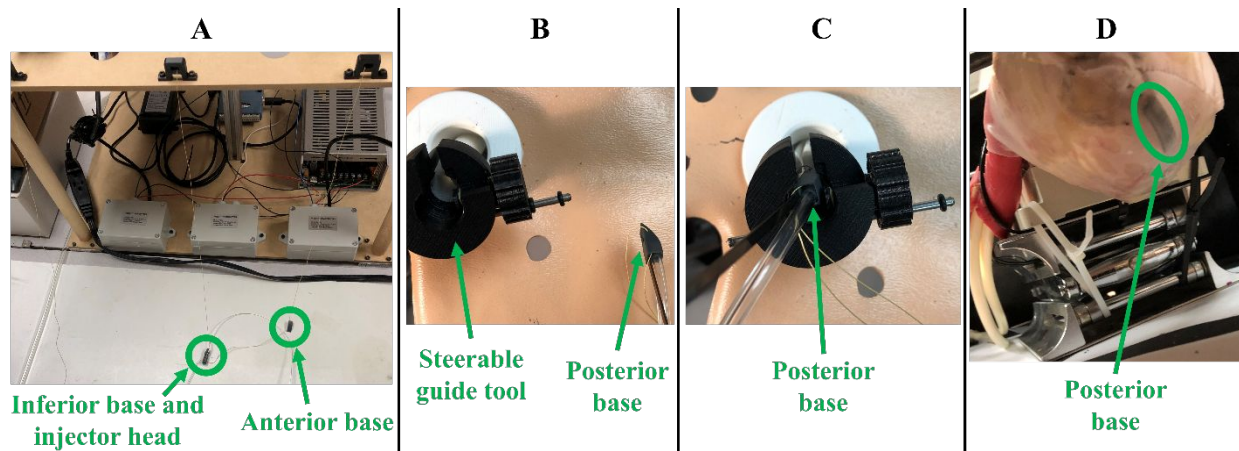 A
B
C
D
Inferior base and
injector head
Anterior base
Steerable
guide tool
Posterior
base
Posterior
base
Posterior
base